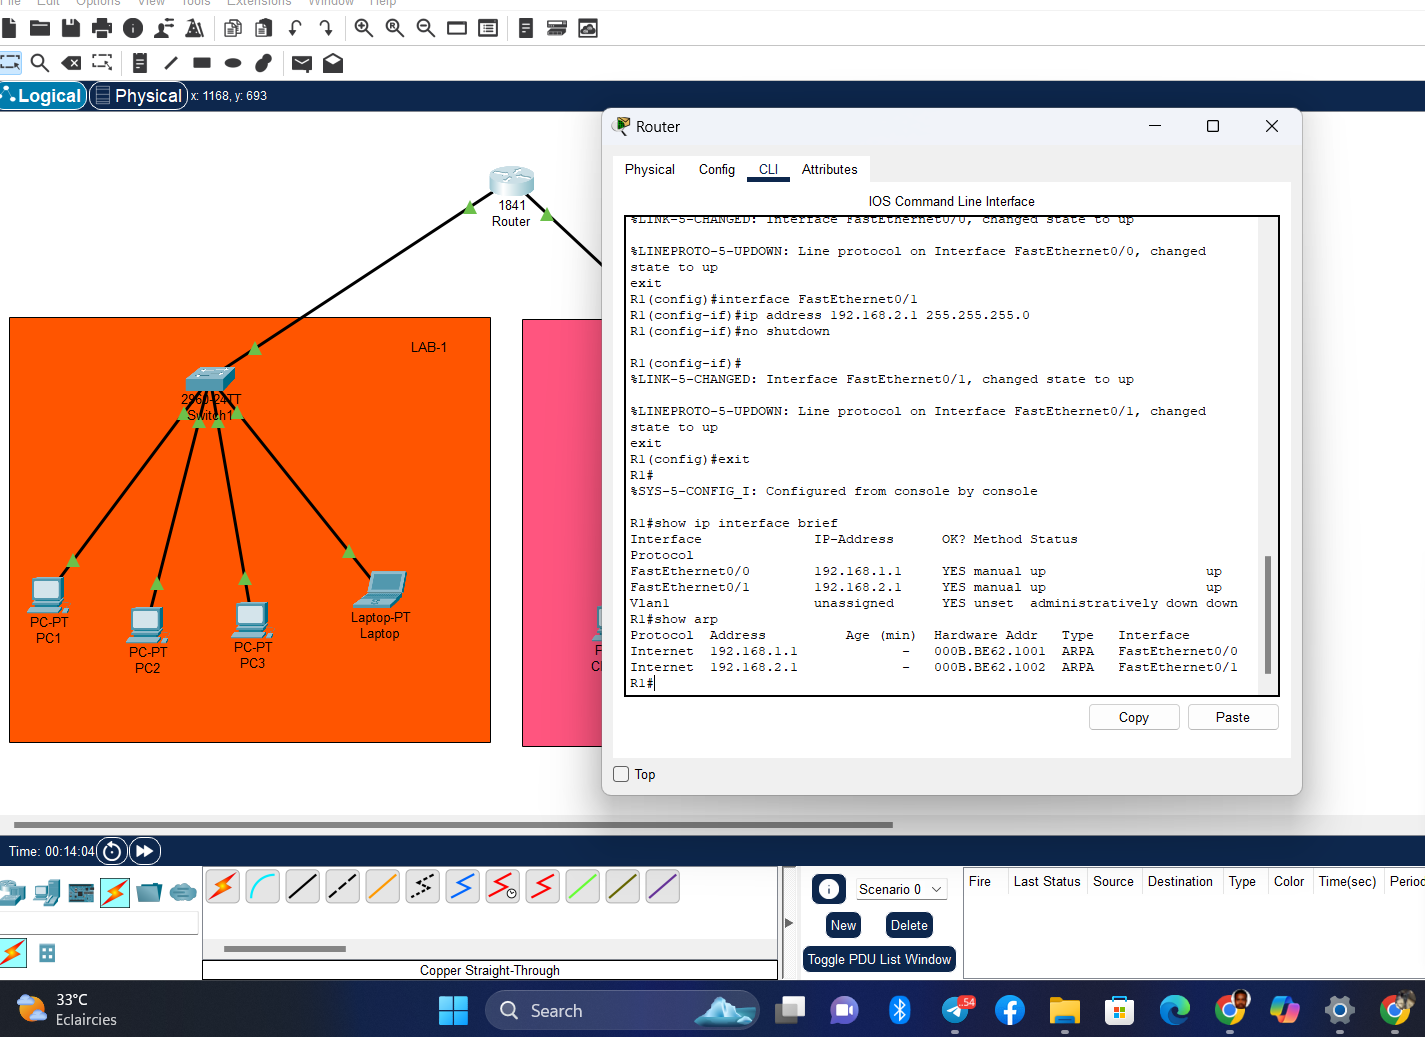 File Edit Options View Tools Extensions Window Help
Logical Physical x: 1168, y: 693
1841
Router
LAB-1
2960-24TT
Switch1
PC-PT
PC1
PC-PT
PC2
PC-PT
PC3
Laptop-PT
Laptop
Router
Physical Config CLI Attributes
IOS Command Line Interface
%LINK-5-CHANGED: Interface FastEthernet0/0, changed state to up
%LINEPROTO-5-UPDOWN: Line protocol on Interface FastEthernet0/0, changed
state to up
exit
R1(config)#interface FastEthernet0/1
R1(config-if)#ip address 192.168.2.1 255.255.255.0
R1(config-if)#no shutdown
R1(config-if)#
%LINK-5-CHANGED: Interface FastEthernet0/1, changed state to up
%LINEPROTO-5-UPDOWN: Line protocol on Interface FastEthernet0/1, changed
state to up
exit
R1(config)#exit
R1#
%SYS-5-CONFIG_I: Configured from console by console
R1#show ip interface brief
Interface IP-Address OK? Method Status
Protocol
FastEthernet0/0 192.168.1.1 YES manual up up
FastEthernet0/1 192.168.2.1 YES manual up up
Vlan1 unassigned YES unset administratively down down
R1#show arp
Protocol Address Age (min) Hardware Addr Type Interface
Internet 192.168.1.1 - 000B.BE62.1001 ARPA FastEthernet0/0
Internet 192.168.2.1 - 000B.BE62.1002 ARPA FastEthernet0/1
R1#
Copy Paste
Top
Time: 00:14:04
Scenario 0
New Delete
Toggle PDU List Window
Fire Last Status Source Destination Type Color Time(sec)
Copper Straight-Through
33°C
Eclaircies
Search
54